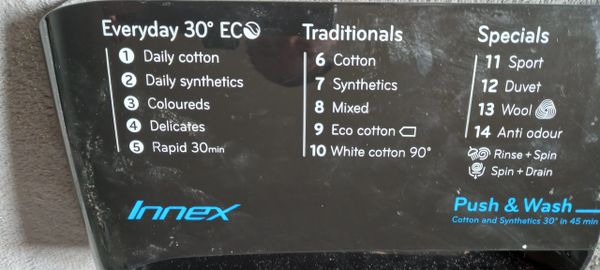 Everyday 30° ECO
1 Daily cotton
2 Daily synthetics
3 Coloureds
4 Delicates
5 Rapid 30min
Traditionals
6 Cotton
7 Synthetics
8 Mixed
9 Eco cotton
10 White cotton 90°
Specials
11 Sport
12 Duvet
13 Wool
14 Anti odour
Rinse + Spin
Spin + Drain
Innex
Push & Wash
Cotton and Synthetics 30° in 45 min